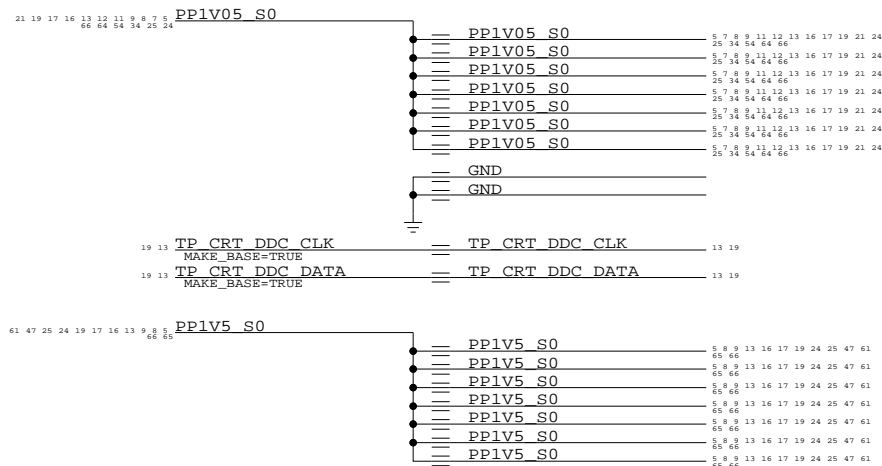 21 19 17 16 13 12 11 9 8 7 5 PP1V05_S0
66 64 54 34 25 24
PP1V05_S0 5 7 8 9 11 12 13 16 17 19 21 24
25 34 54 64 66
PP1V05_S0 5 7 8 9 11 12 13 16 17 19 21 24
25 34 54 64 66
PP1V05_S0 5 7 8 9 11 12 13 16 17 19 21 24
25 34 54 64 66
PP1V05_S0 5 7 8 9 11 12 13 16 17 19 21 24
25 34 54 64 66
PP1V05_S0 5 7 8 9 11 12 13 16 17 19 21 24
25 34 54 64 66
PP1V05_S0 5 7 8 9 11 12 13 16 17 19 21 24
25 34 54 64 66
PP1V05_S0 5 7 8 9 11 12 13 16 17 19 21 24
25 34 54 64 66
GND
GND
19 13 TP_CRT_DDC_CLK TP_CRT_DDC_CLK 13 19
MAKE_BASE=TRUE
19 13 TP_CRT_DDC_DATA TP_CRT_DDC_DATA 13 19
MAKE_BASE=TRUE
61 47 25 24 19 17 16 13 9 8 5 PP1V5_S0
66 65
PP1V5_S0 5 8 9 13 16 17 19 24 25 47 61
65 66
PP1V5_S0 5 8 9 13 16 17 19 24 25 47 61
65 66
PP1V5_S0 5 8 9 13 16 17 19 24 25 47 61
65 66
PP1V5_S0 5 8 9 13 16 17 19 24 25 47 61
65 66
PP1V5_S0 5 8 9 13 16 17 19 24 25 47 61
65 66
PP1V5_S0 5 8 9 13 16 17 19 24 25 47 61
65 66
PP1V5_S0 5 8 9 13 16 17 19 24 25 47 61
65 66